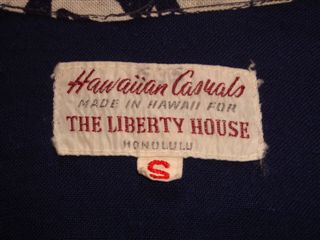 Hawaiian Casuals
MADE IN HAWAII FOR
THE LIBERTY HOUSE
HONOLULU
S